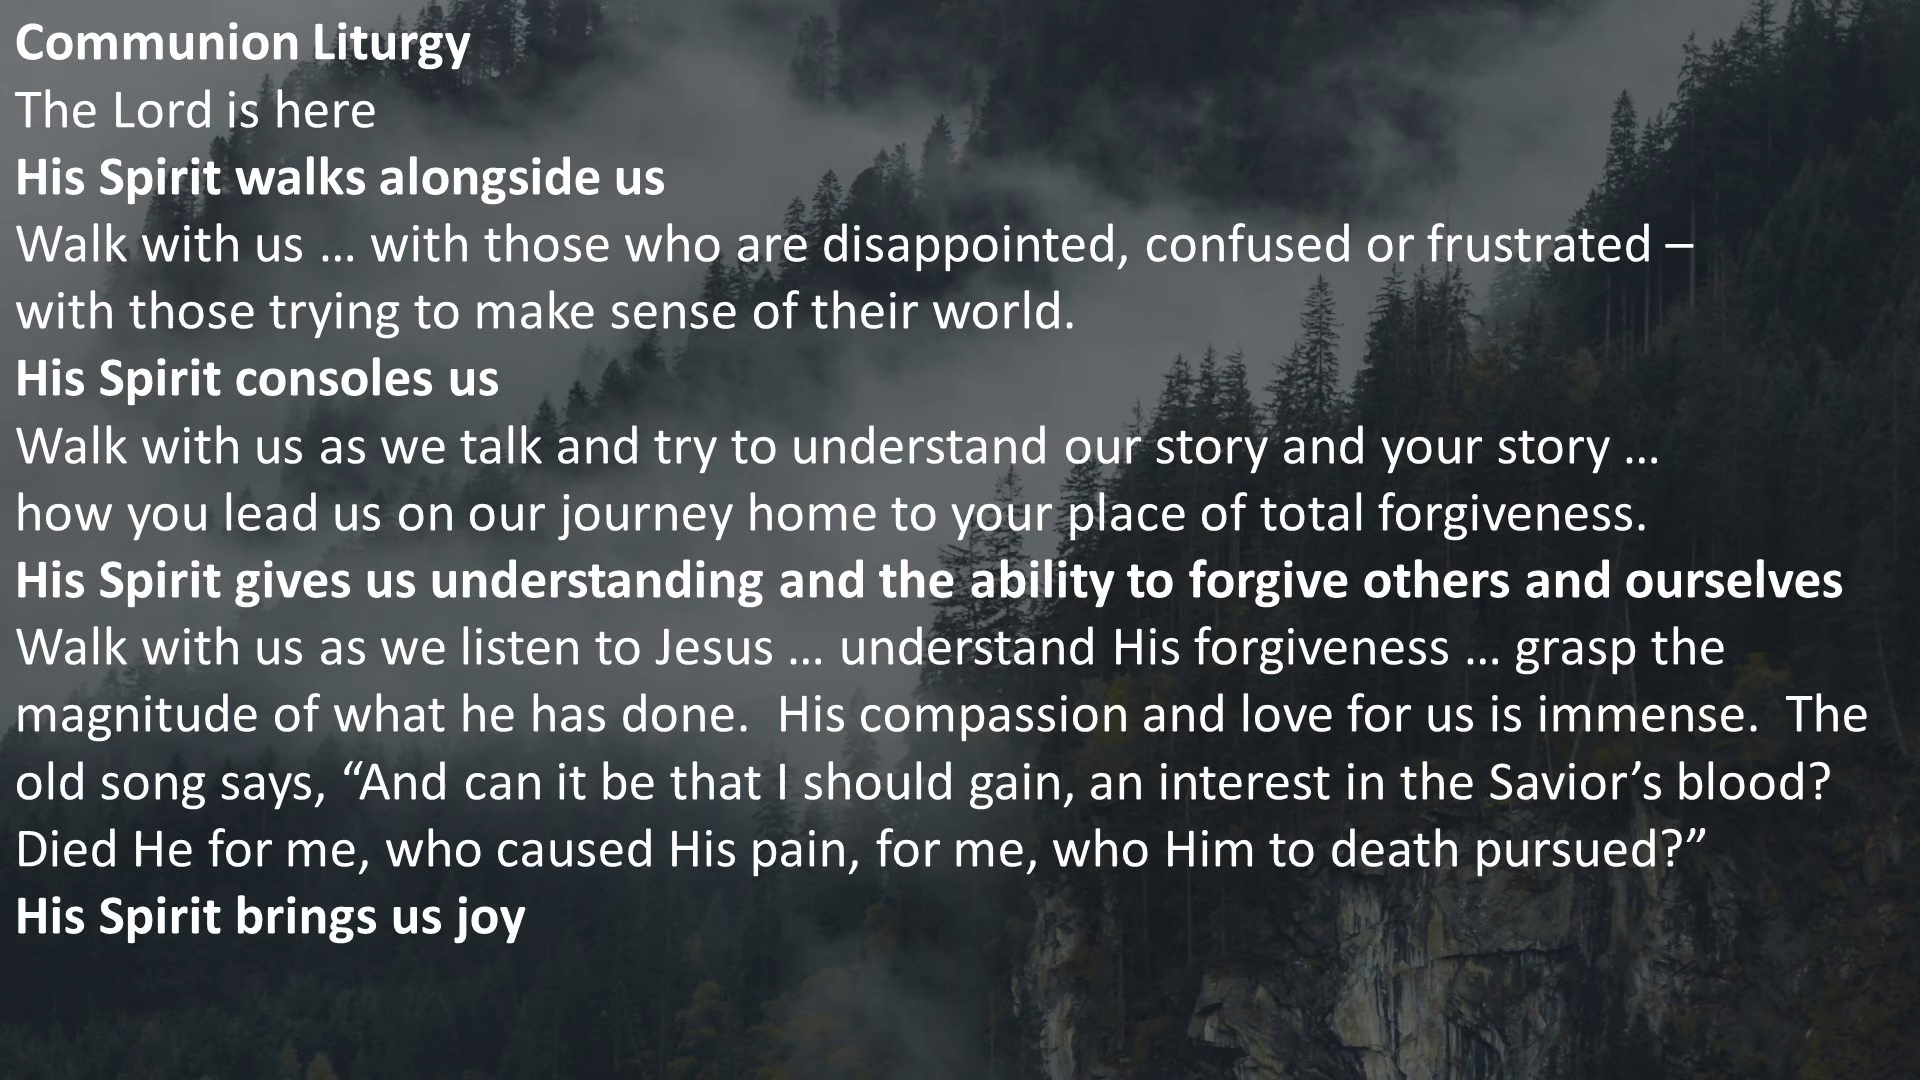 Communion Liturgy
The Lord is here
His Spirit walks alongside us
Walk with us … with those who are disappointed, confused or frustrated –
with those trying to make sense of their world.
His Spirit consoles us
Walk with us as we talk and try to understand our story and your story …
how you lead us on our journey home to your place of total forgiveness.
His Spirit gives us understanding and the ability to forgive others and ourselves
Walk with us as we listen to Jesus … understand His forgiveness … grasp the
magnitude of what he has done.  His compassion and love for us is immense.  The
old song says, “And can it be that I should gain, an interest in the Savior’s blood?
Died He for me, who caused His pain, for me, who Him to death pursued?”
His Spirit brings us joy